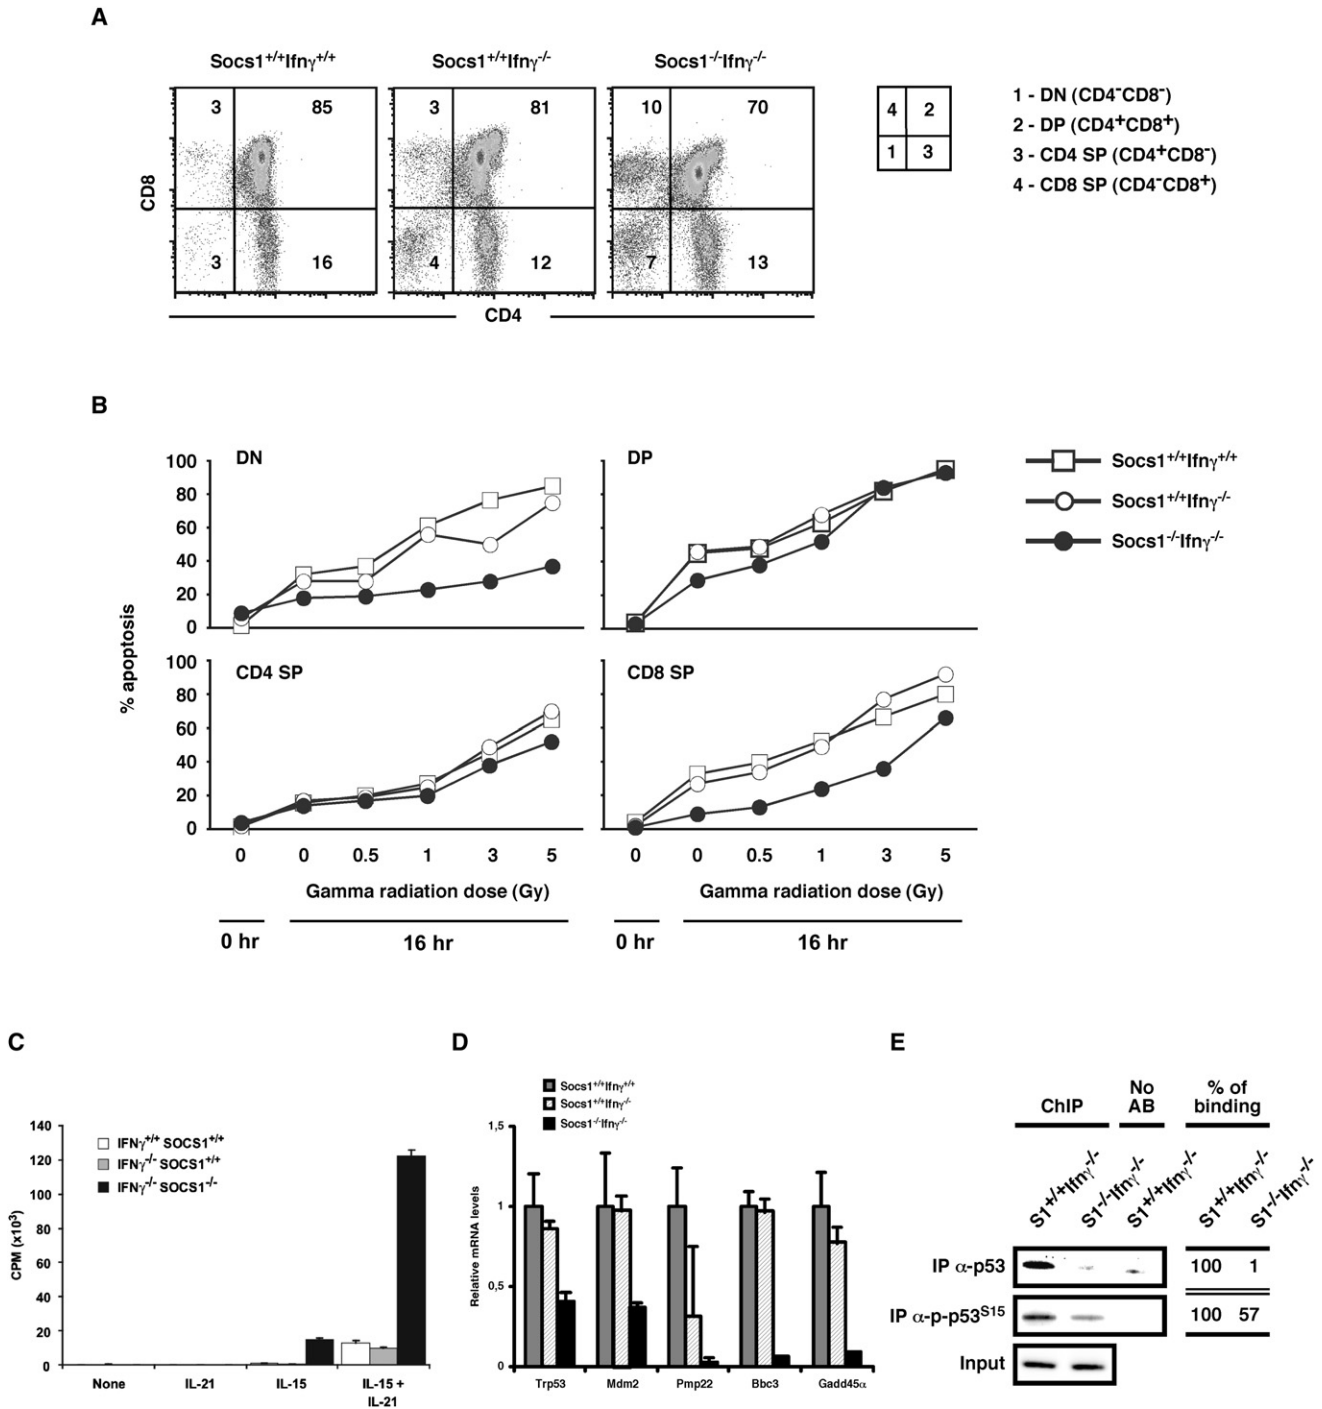 A
Socs1+/+Ifnγ+/+ Socs1+/+Ifnγ-/- Socs1-/-Ifnγ-/-
3 85 3 81 10 70
3 16 4 12 7 13
CD8
CD4
4 2
1 3
1 - DN (CD4-CD8-)
2 - DP (CD4+CD8+)
3 - CD4 SP (CD4+CD8-)
4 - CD8 SP (CD4-CD8+)
B
% apoptosis
DN
100
80
60
40
20
0
DP
Socs1+/+Ifnγ+/+
Socs1+/+Ifnγ-/-
Socs1-/-Ifnγ-/-
CD4 SP
100
80
60
40
20
0
CD8 SP
0 0 0.5 1 3 5 0 0 0.5 1 3 5
Gamma radiation dose (Gy) Gamma radiation dose (Gy)
0 hr 16 hr 0 hr 16 hr
C
CPM (x10³)
140
120
100
80
60
40
20
0
IFNγ+/+ SOCS1+/+
IFNγ-/- SOCS1+/+
IFNγ-/- SOCS1-/-
None IL-21 IL-15 IL-15 +
IL-21
D
Socs1+/+Ifnγ+/+
Socs1+/+Ifnγ-/-
Socs1-/-Ifnγ-/-
Relative mRNA levels
1,5
1
0,5
0
Trp53 Mdm2 Pmp22 Bbc3 Gadd45α
E
ChIP
No
AB
% of
binding
S1+/+Ifnγ-/- S1-/-Ifnγ-/- S1+/+Ifnγ-/- S1+/+Ifnγ-/- S1-/-Ifnγ-/-
IP α-p53 100 1
IP α-p-p53S15 100 57
Input